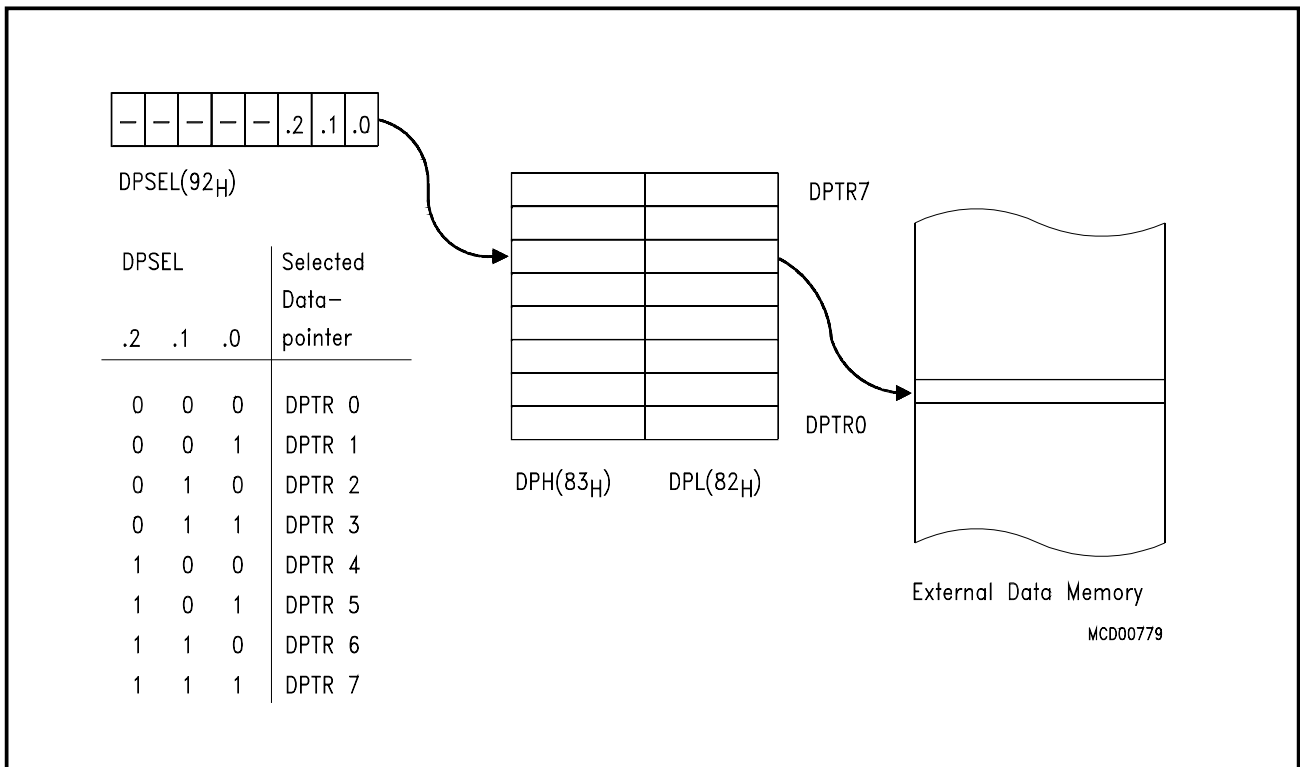 – – – – – .2 .1 .0
DPSEL(92H)
DPSEL Selected
Data–
.2 .1 .0 pointer
0 0 0 DPTR 0
0 0 1 DPTR 1
0 1 0 DPTR 2
0 1 1 DPTR 3
1 0 0 DPTR 4
1 0 1 DPTR 5
1 1 0 DPTR 6
1 1 1 DPTR 7
DPTR7
DPTR0
DPH(83H) DPL(82H)
External Data Memory
MCD00779